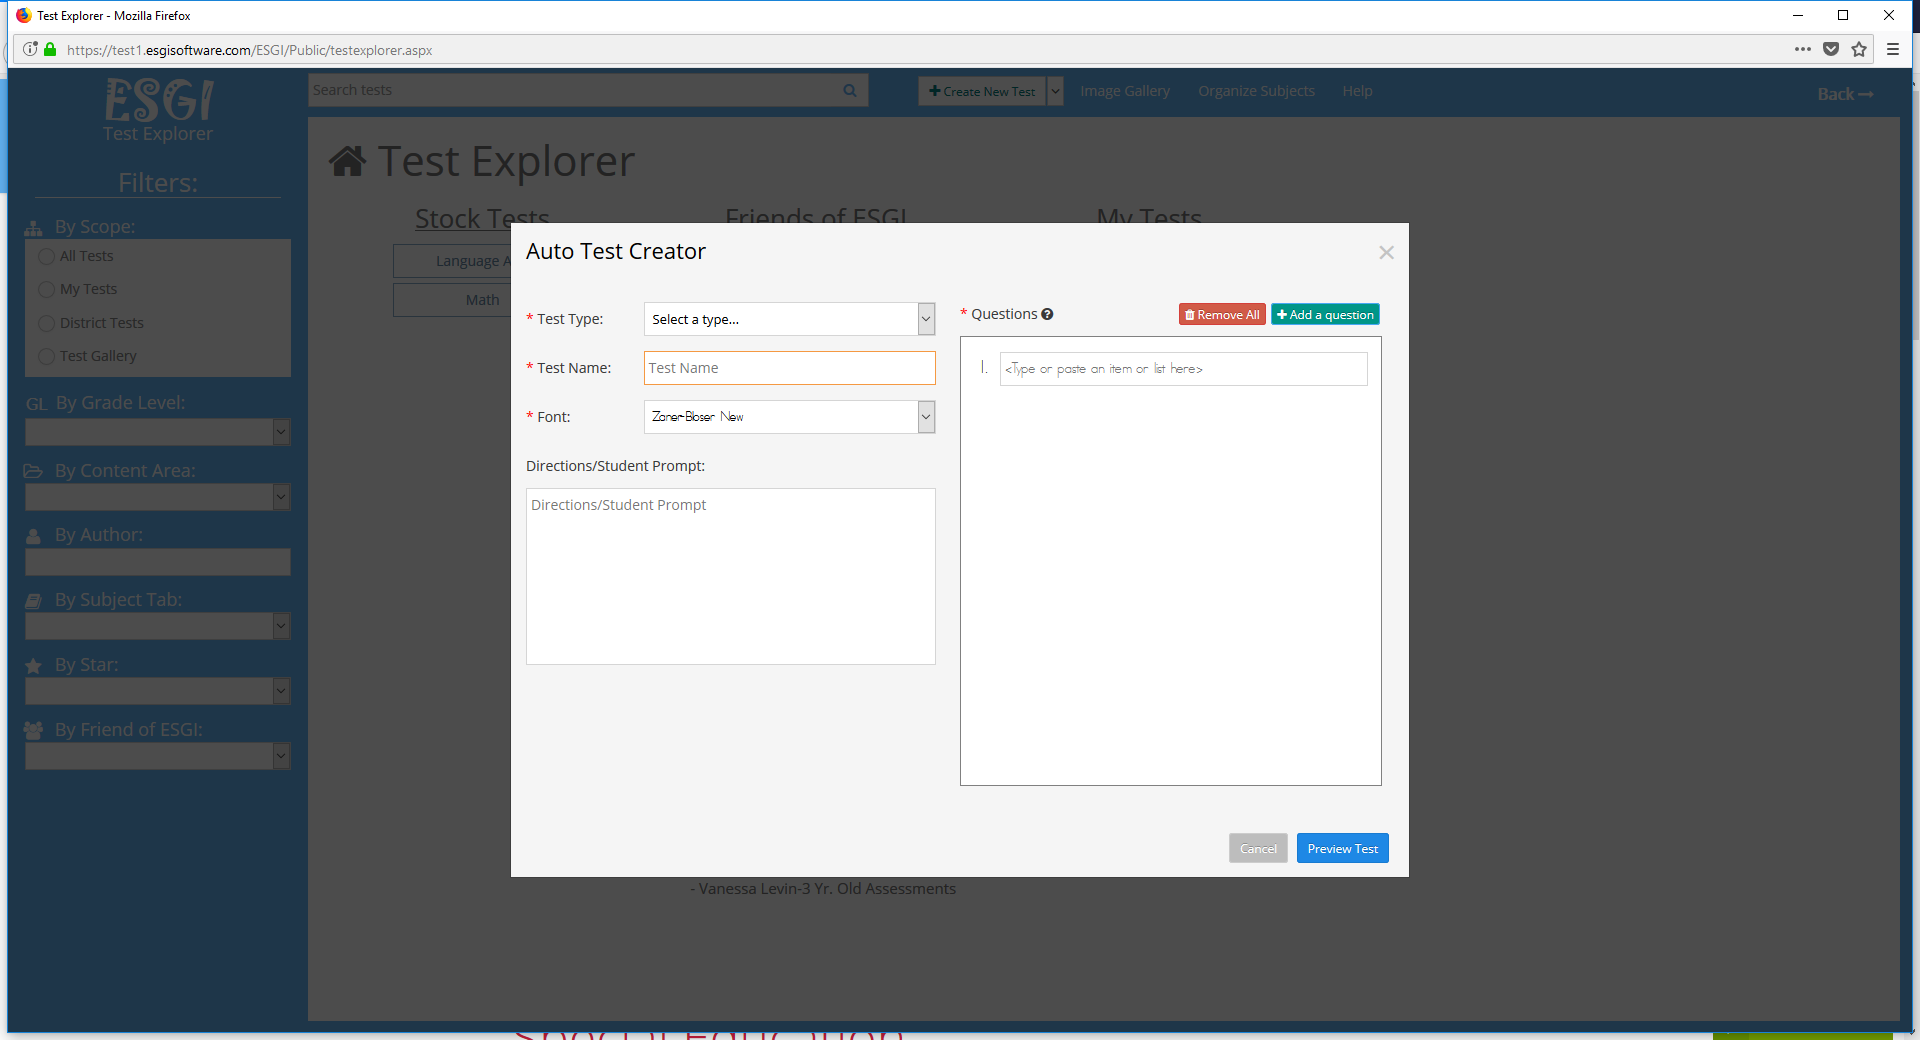 Test Explorer - Mozilla Firefox
https://test1.esgisoftware.com/ESGI/Public/testexplorer.aspx
ESGI
Test Explorer
Search tests
Create New Test
Image Gallery
Organize Subjects
Help
Back
Filters:
By Scope:
All Tests
My Tests
District Tests
Test Gallery
GL By Grade Level:
By Content Area:
By Author:
By Subject Tab:
By Star:
By Friend of ESGI:
Test Explorer
Stock Tests
Friends of ESGI
My Tests
Language A
Math
Auto Test Creator
* Test Type:
Select a type...
* Test Name:
Test Name
* Font:
Zaner-Bloser New
Directions/Student Prompt:
Directions/Student Prompt
* Questions
Remove All
Add a question
1.
<Type or paste an item or list here>
Cancel
Preview Test
- Vanessa Levin-3 Yr. Old Assessments
Special Education